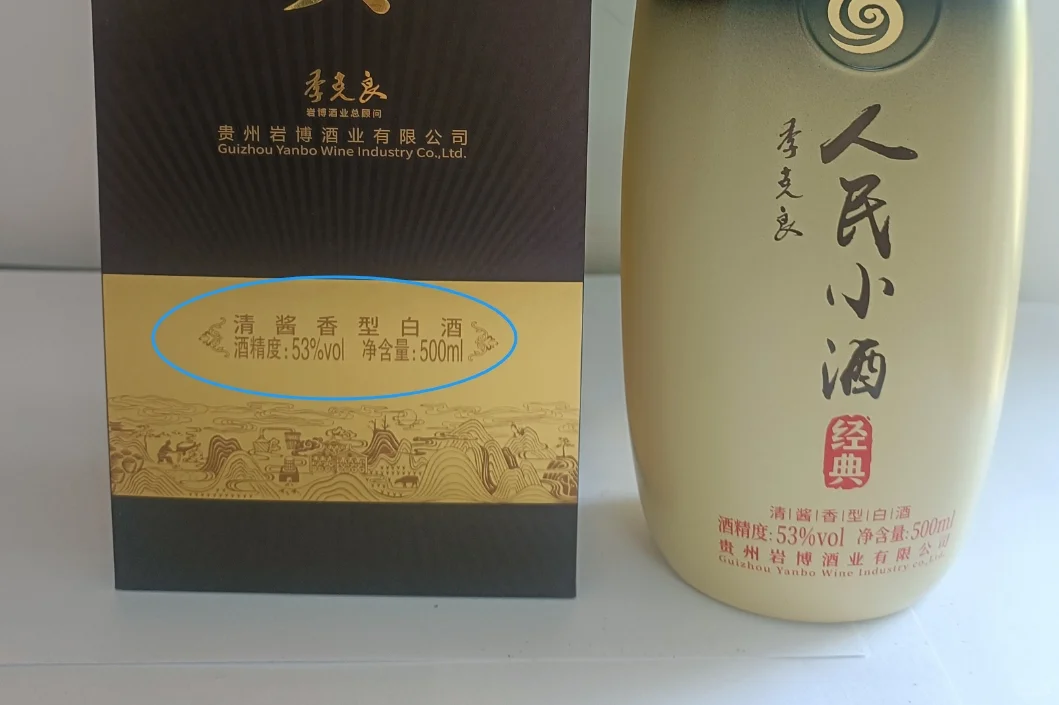 季克良
岩博酒业总顾问
贵州岩博酒业有限公司
Guizhou Yanbo Wine Industry Co.,Ltd.
清酱香型白酒
酒精度:53%vol 净含量:500ml
人民小酒
季克良
经典
清|酱|香|型|白|酒
酒精度:53%vol 净含量:500ml
贵州岩博酒业有限公司
Guizhou Yanbo Wine Industry co.,Ltd.